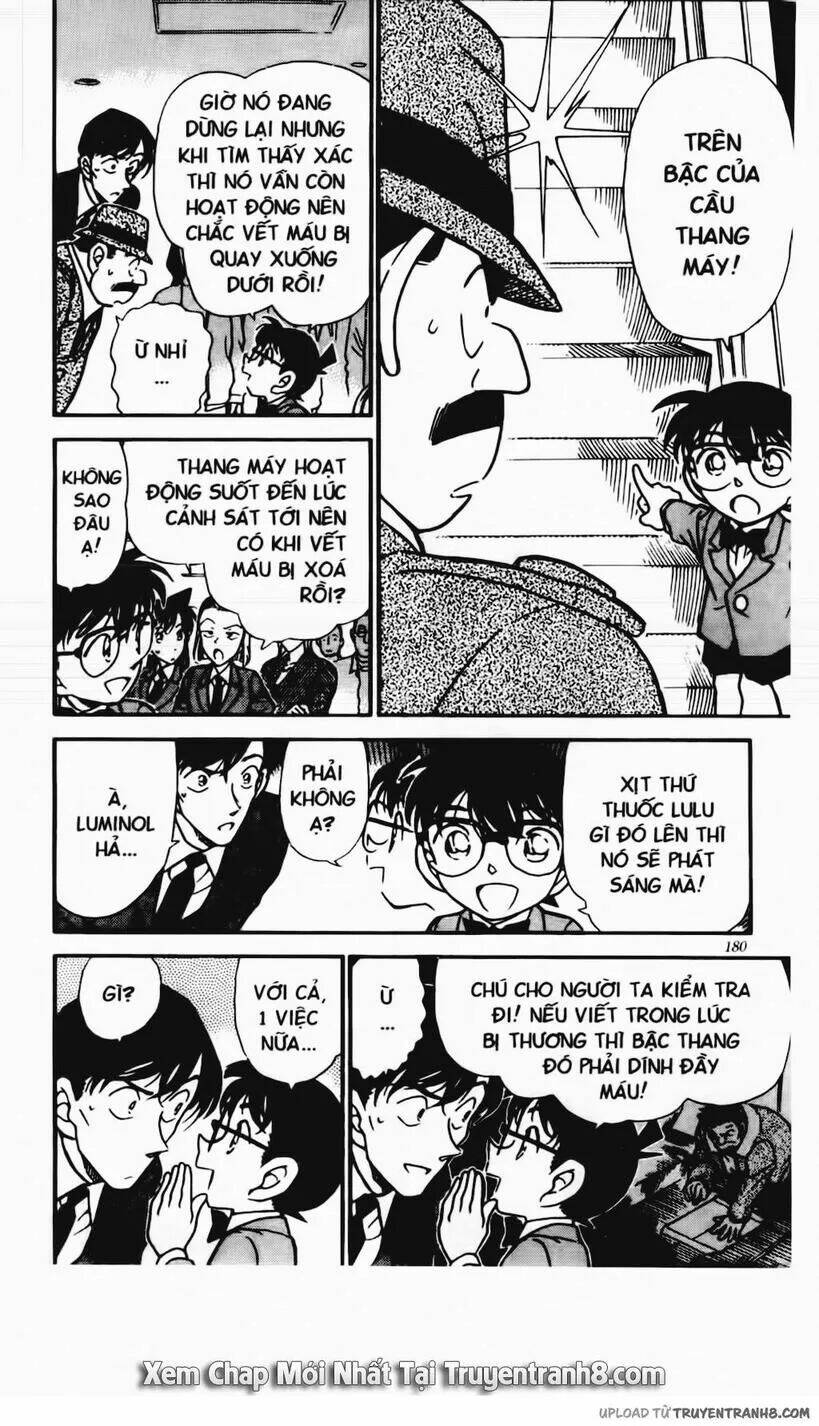 TRÊN
BẬC CỦA
CẦU
THANG
MÁY!
GIỜ NÓ ĐANG
DỪNG LẠI NHƯNG
KHI TÌM THẤY XÁC
THÌ NÓ VẪN CÒN
HOẠT ĐỘNG NÊN
CHẮC VẾT MÁU BỊ
QUAY XUỐNG
DƯỚI RỒI!
Ừ NHỈ
...
THANG MÁY HOẠT
ĐỘNG SUỐT ĐẾN LÚC
CẢNH SÁT TỚI NÊN
CÓ KHI VẾT
MÁU BỊ XOÁ
RỒI?
KHÔNG
SAO
ĐÂU
Ạ!
XỊT THỨ
THUỐC LULU
GÌ ĐÓ LÊN THÌ
NÓ SẼ PHÁT
SÁNG MÀ!
PHẢI
KHÔNG
Ạ?
À,
LUMINOL
HẢ...
180
CHÚ CHO NGƯỜI TA KIỂM TRA
ĐI! NẾU VIẾT TRONG LÚC
BỊ THƯƠNG THÌ BẬC THANG
ĐÓ PHẢI DÍNH ĐẦY
MÁU!
Ừ
...
VỚI CẢ,
1 VIỆC
NỮA...
GÌ?
Xem Chap Mới Nhất Tại Truyentranh8.com
UPLOAD TỪ TRUYENTRANH8.COM